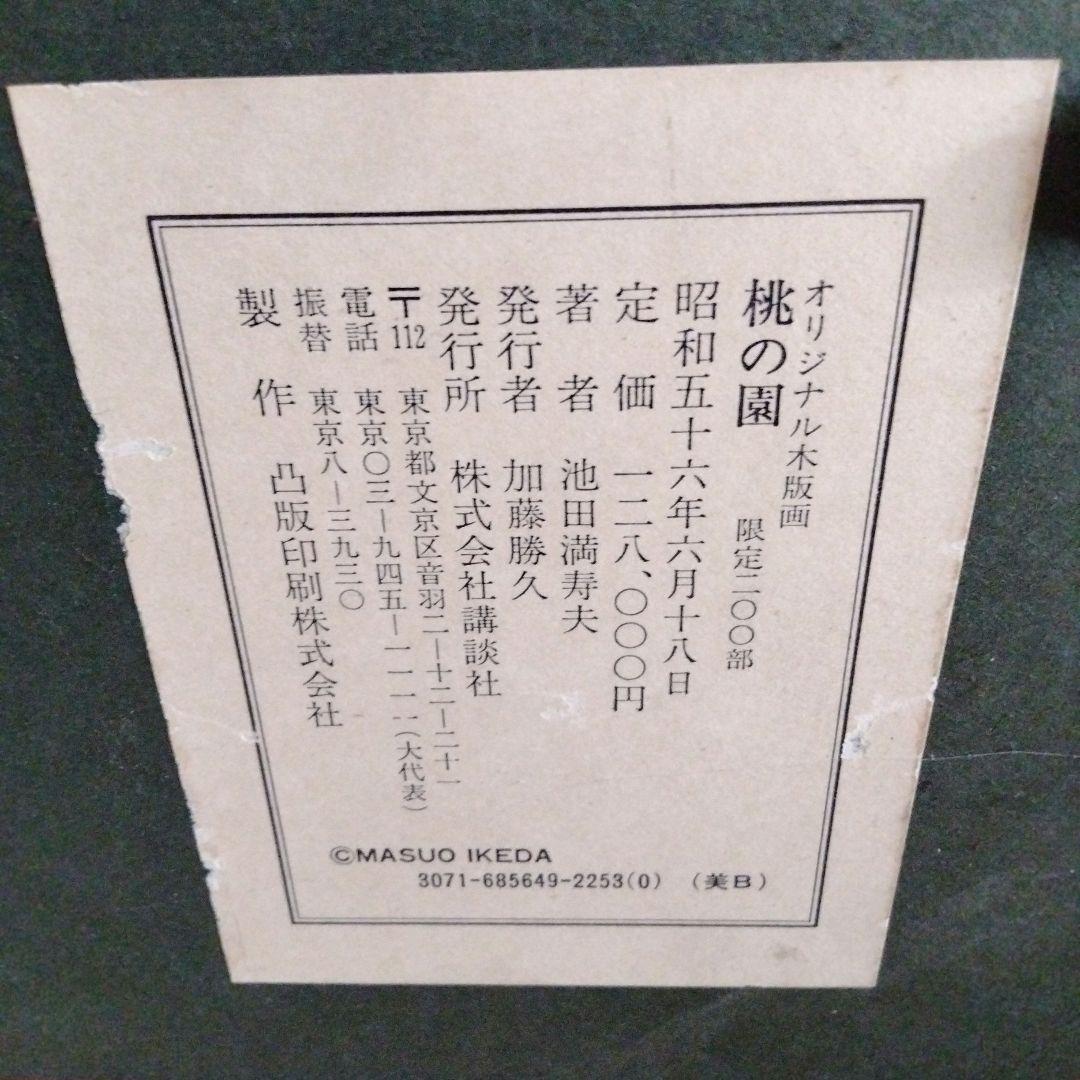 オリジナル木版画
桃の園 限定二〇〇部
昭和五十六年六月十八日
定価 一二八、〇〇〇円
著者 池田満寿夫
発行者 加藤勝久
発行所 株式会社講談社
〒112 東京都文京区音羽二―十二―二十一
電話 東京〇三―九四五―一一一一(大代表)
振替 東京八―三九三〇
製作 凸版印刷株式会社
©MASUO IKEDA
3071-685649-2253(0) (美B)